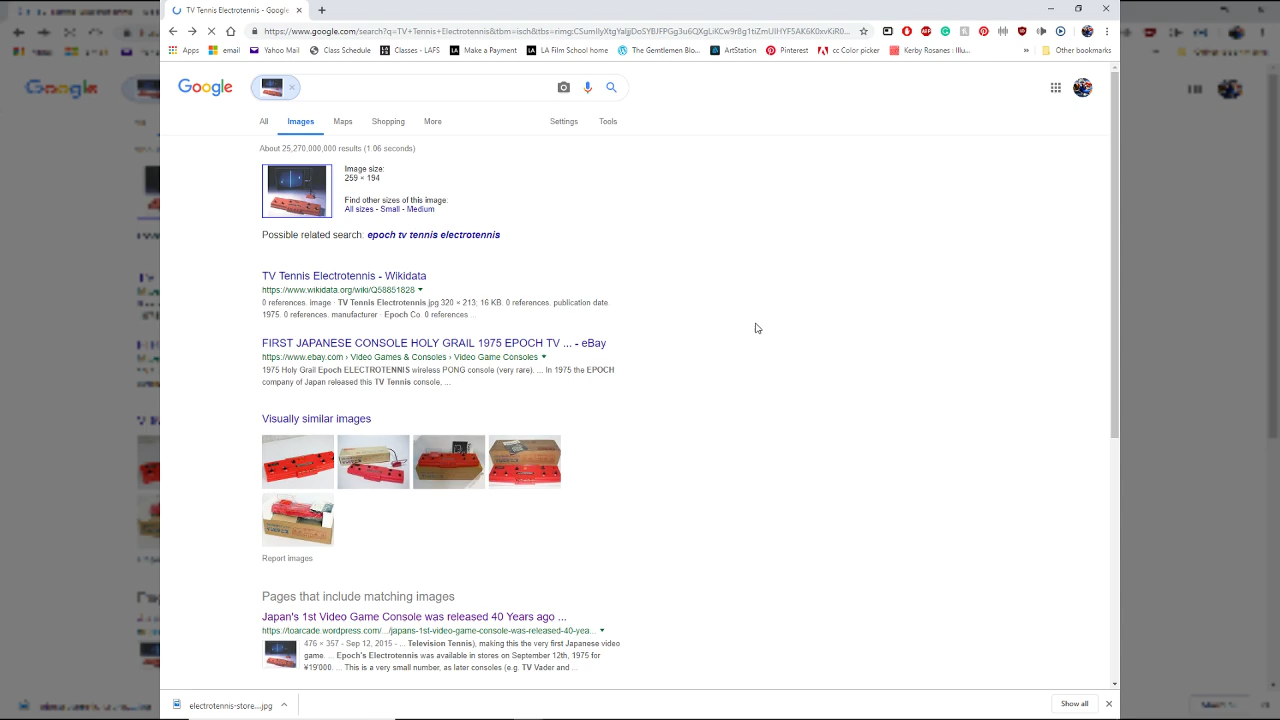 TV Tennis Electrotennis - Google
https://www.google.com/search?q=TV+Tennis+Electrotennis&tbm=isch&tbs=rimg:
Apps email Yahoo Mail Class Schedule Classes - LAFS Make a Payment LA Film School home The Gentlemen Bio... ArtStation Pinterest cc Color Picker Kerby Rosanes : Illu... » Other bookmarks
Google
All Images Maps Shopping More Settings Tools
About 25,270,000,000 results (1.06 seconds)
Image size:
259 × 194
Find other sizes of this image:
All sizes - Small - Medium
Possible related search: epoch tv tennis electrotennis
TV Tennis Electrotennis - Wikidata
https://www.wikidata.org/wiki/Q58851828
0 references. image · TV Tennis Electrotennis.jpg 320 × 213; 16 KB. 0 references. publication date.
1975. 0 references. manufacturer · Epoch Co. 0 references ...
FIRST JAPANESE CONSOLE HOLY GRAIL 1975 EPOCH TV ... - eBay
https://www.ebay.com › Video Games & Consoles › Video Game Consoles
1975 Holy Grail Epoch ELECTROTENNIS wireless PONG console (very rare). ... In 1975 the EPOCH
company of Japan released this TV Tennis console, ...
Visually similar images
Report images
Pages that include matching images
Japan's 1st Video Game Console was released 40 Years ago ...
https://loarcade.wordpress.com/.../japans-1st-video-game-console-was-released-40-yea...
476 × 357 - Sep 12, 2015 - ... Television Tennis), making this the very first Japanese video
game. ... Epoch's Electrotennis was available in stores on September 12th, 1975 for
¥19'000. ... This is a very small number, as later consoles (e.g. TV Vader and ...
electrotennis-store....jpg Show all